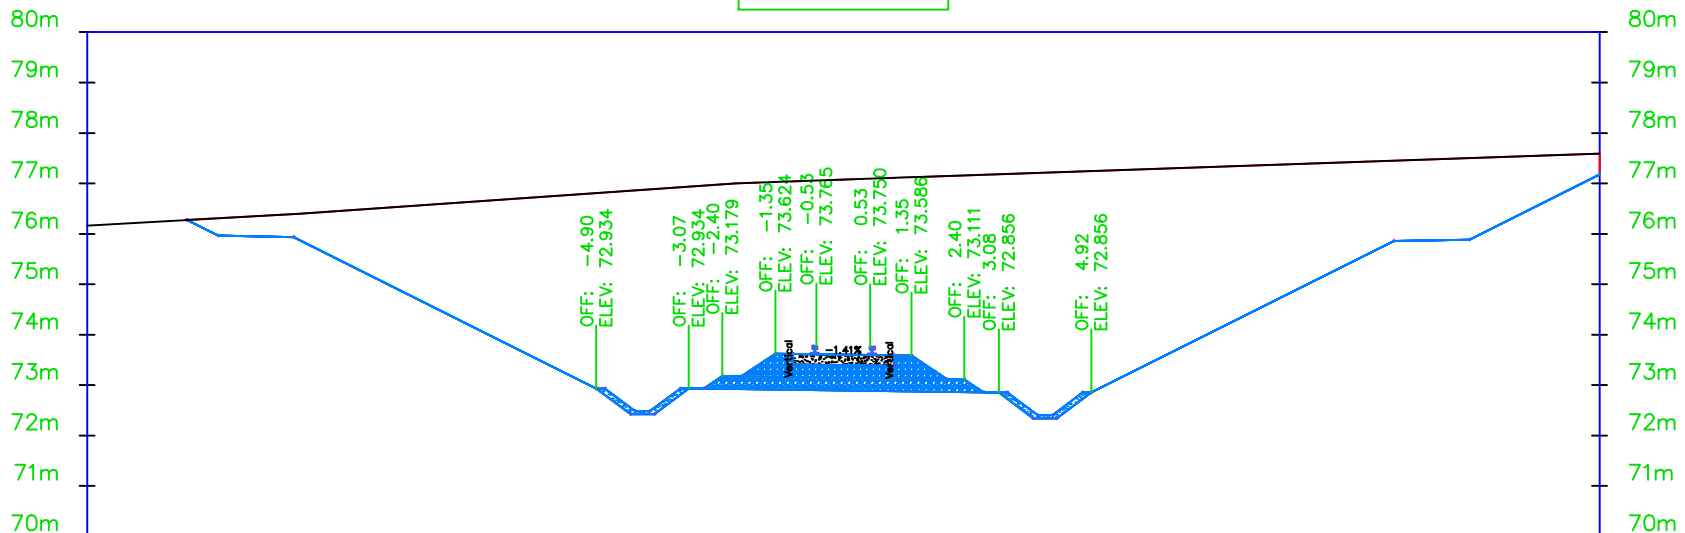 80m
79m
78m
77m
76m
75m
74m
73m
72m
71m
70m
OFF: -4.90
ELEV: 72.934
OFF: -3.07
ELEV: 72.934
OFF: -2.40
ELEV: 73.179
OFF: -1.35
ELEV: 73.624
OFF: -0.53
ELEV: 73.765
OFF: 0.53
ELEV: 73.750
OFF: 1.35
ELEV: 73.586
OFF: 2.40
ELEV: 73.111
OFF: 3.08
ELEV: 72.856
OFF: 4.92
ELEV: 72.856
Vertical
-1.41%
Vertical
80m
79m
78m
77m
76m
75m
74m
73m
72m
71m
70m